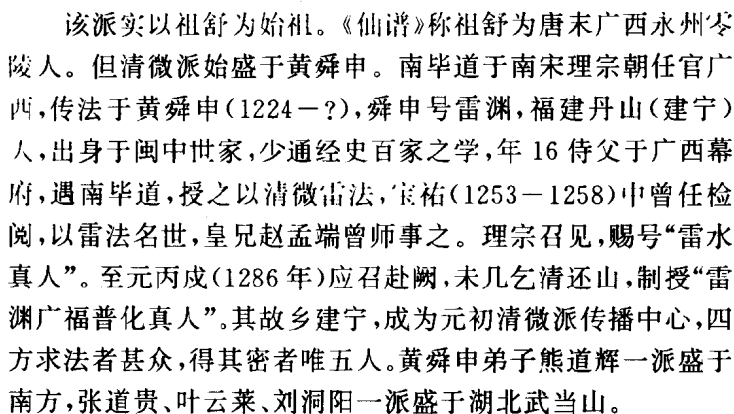 该派实以祖舒为始祖。《仙谱》称祖舒为唐末广西永州零
陵人。但清微派始盛于黄舜申。南毕道于南宋理宗朝任官广
西,传法于黄舜申(1224－?),舜申号雷渊,福建丹山(建宁)
人,出身于闽中世家,少通经史百家之学,年 16 侍父于广西幕
府,遇南毕道,授之以清微雷法,宝祐(1253－1258)中曾任检
阅,以雷法名世,皇兄赵孟端曾师事之。理宗召见,赐号“雷水
真人”。至元丙戌(1286 年)应召赴阙,未几乞清还山,制授“雷
渊广福普化真人”。其故乡建宁,成为元初清微派传播中心,四
方求法者甚众,得其密者唯五人。黄舜申弟子熊道辉一派盛于
南方,张道贵、叶云莱、刘洞阳一派盛于湖北武当山。